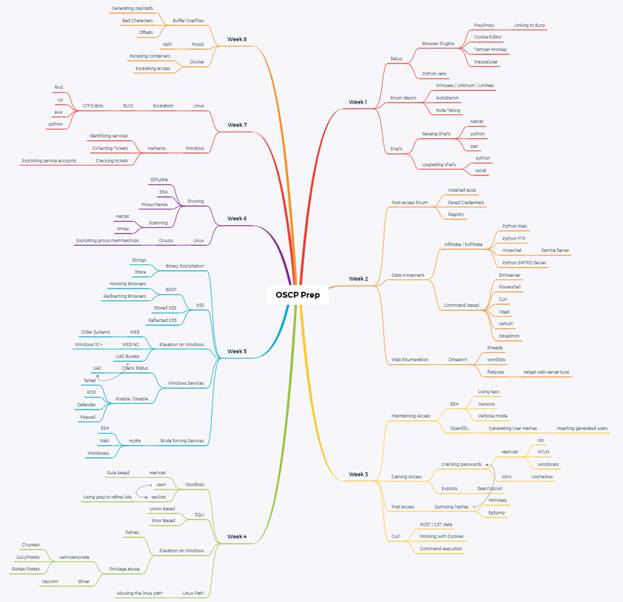 OSCP Prep
Week 1
Setup
Browser Plugins
FoxyProxy
Linking to Burp
Cookie-Editor
Tamper Monkey
Wappalyzer
Python venv
Enum Basics
Winpeas / LinEnum / LinPeas
AutoRecon
Note Taking
Shells
Reverse Shells
netcat
python
perl
Upgrading shells
python
socat
Week 2
Post-access Enum
Installed apps
Saved Credentials
Registry
Data movement
Infiltrate / Exfiltrate
Python Web
Python FTP
Impacket
Samba Server
Python SMTPD Server
Command based
Smbserver
Powershell
Curl
Wget
certutil
bitsadmin
Web Enumeration
Dirsearch
threads
wordlists
filetypes
target web server type
Week 3
Maintaining Access
SSH
Using keys
Versions
Verbose mode
OpenSSL
Generating User Hashes
Inserting generated users
Gaining Access
Cracking passwords
Hashcat
NTLM
wordpress
John
Unshadow
Exploits
Searchsploit
Post access
Dumping hashes
Mimikatz
fgdump
Curl
POST / GET data
Working with Cookies
Command execution
Week 8
Buffer Overflow
Generating payloads
Bad Characters
Offsets
mysql
sqsh
Docker
Escaping containers
Escalating access
Week 7
Linux
Escalation
SUID
GTFO Bins
find
cp
awk
python
Windows
Kerberos
Identifying services
Collecting Tickets
Cracking tickets
Exploiting service accounts
Week 6
Pivoting
SShuttle
SSH
Proxychains
Scanning
netcat
nmap
Linux
Groups
Exploiting group memberships
Week 5
Binary Exploitation
Strings
ltrace
XSS
BEEF
Hooking Browsers
Redirecting Browsers
Stored XSS
Reflected XSS
Elevation on Windows
WES
Older Systems
WES-NG
Windows 10 +
UAC Bypass
Windows Services
Check Status
UAC
Enable / Disable
Telnet
RDP
Defender
Firewall
Brute forcing Services
Hydra
SSH
Web
Wordpress
Week 4
Wordlists
Hashcat
Rule based
cewl
seclists
Using grep to refine lists
SQLi
Union Based
Error Based
Elevation on Windows
PsExec
Privilege abuse
seImpersonate
Churrasco
JuicyPotato
Rotten Potato
driver
capcom
Linux Path
Abusing the linux path